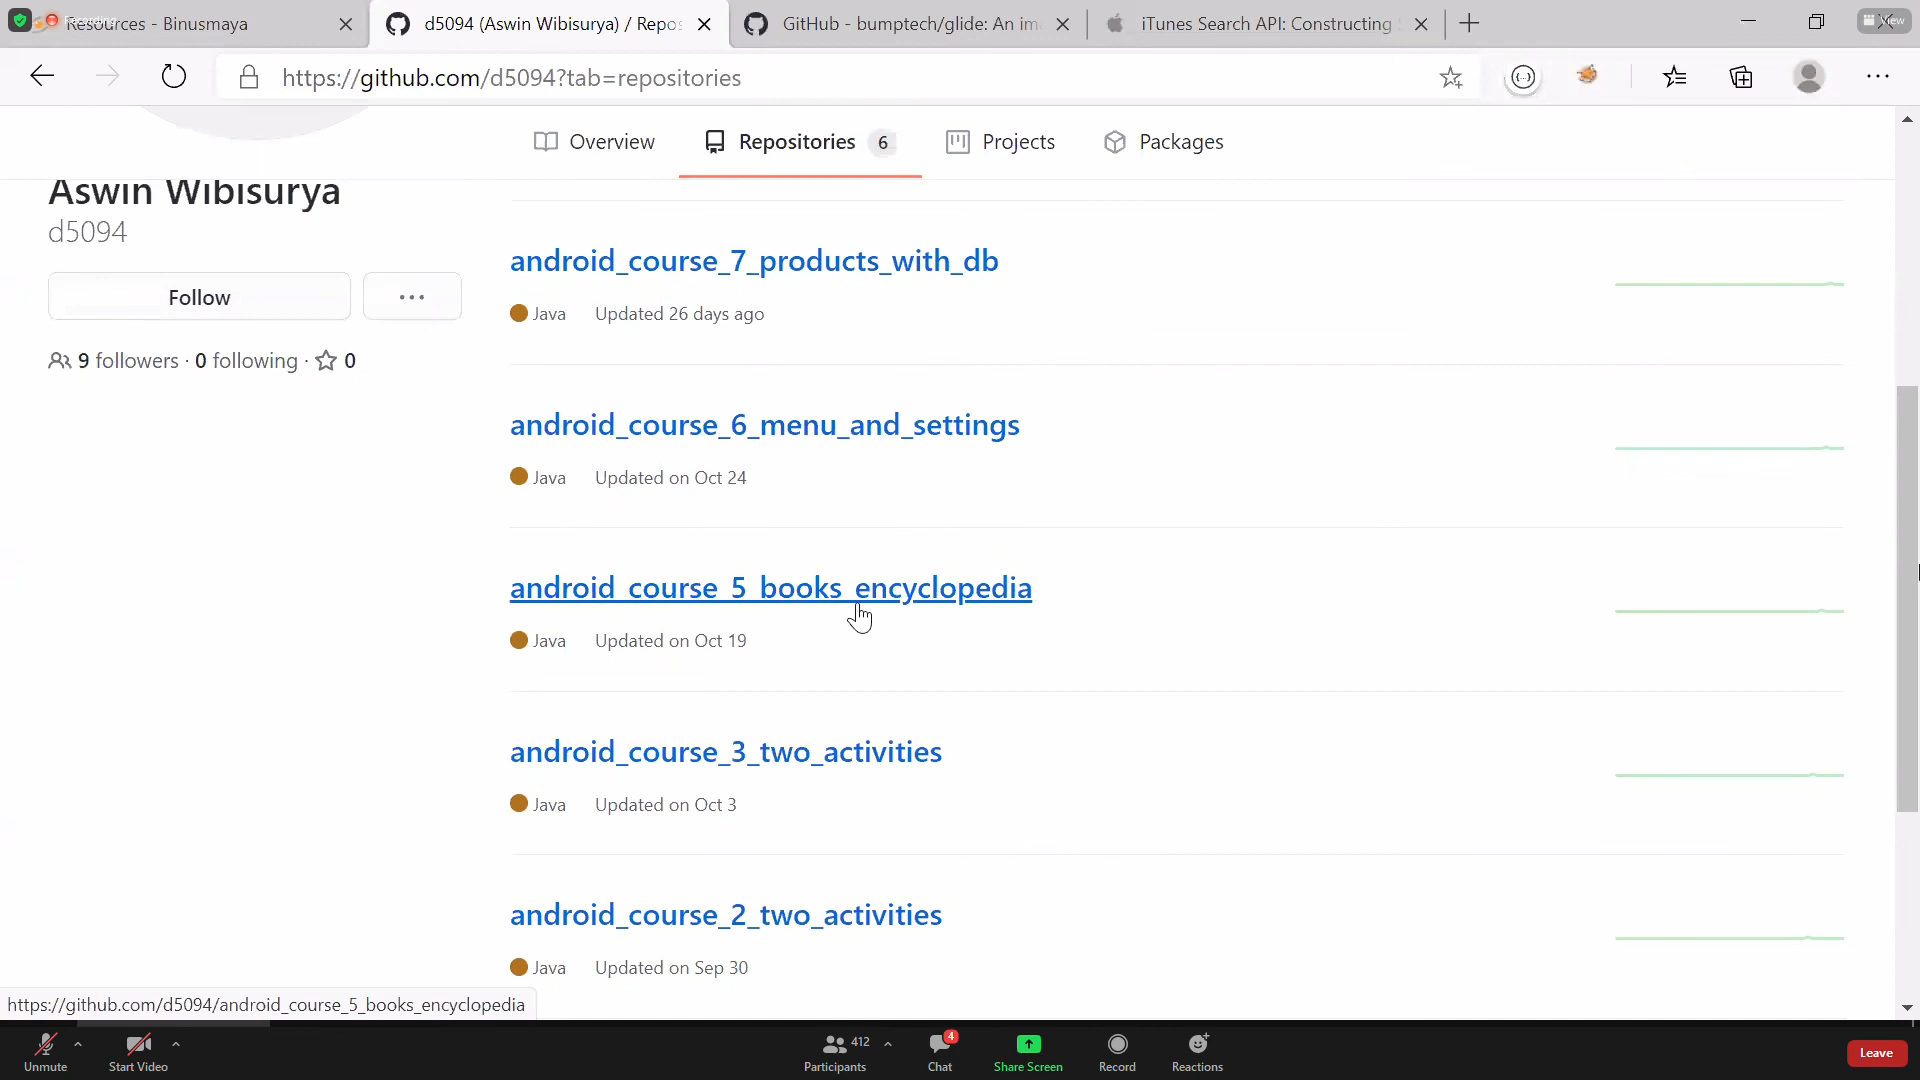 Resources - Binusmaya
d5094 (Aswin Wibisurya) / Repos
GitHub - bumptech/glide: An im
iTunes Search API: Constructing S
View
https://github.com/d5094?tab=repositories
Overview
Repositories 6
Projects
Packages
Aswin Wibisurya
d5094
Follow
9 followers · 0 following · 0
android_course_7_products_with_db
Java Updated 26 days ago
android_course_6_menu_and_settings
Java Updated on Oct 24
android_course_5_books_encyclopedia
Java Updated on Oct 19
android_course_3_two_activities
Java Updated on Oct 3
android_course_2_two_activities
Java Updated on Sep 30
https://github.com/d5094/android_course_5_books_encyclopedia
Unmute
Start Video
412
Participants
4
Chat
Share Screen
Record
Reactions
Leave